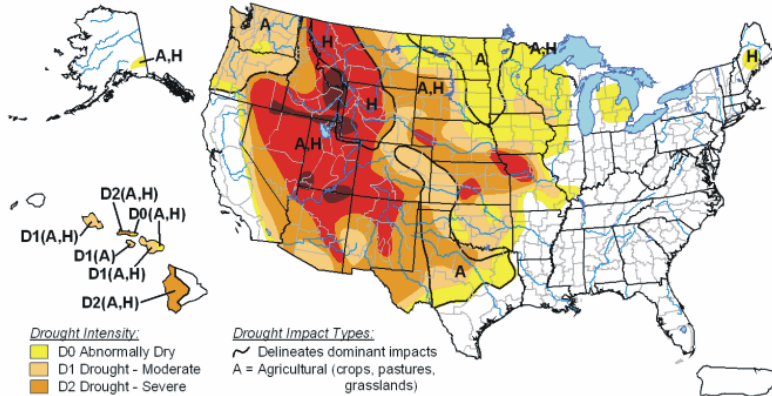 A
H
A
A,H
H
A,H
A,H
H
A,H
D2(A,H)
D0(A,H)
D1(A,H)
D1(A)
D1(A,H)
A
D2(A,H)
Drought Intensity:
D0 Abnormally Dry
D1 Drought - Moderate
D2 Drought - Severe
Drought Impact Types:
Delineates dominant impacts
A = Agricultural (crops, pastures,
grasslands)